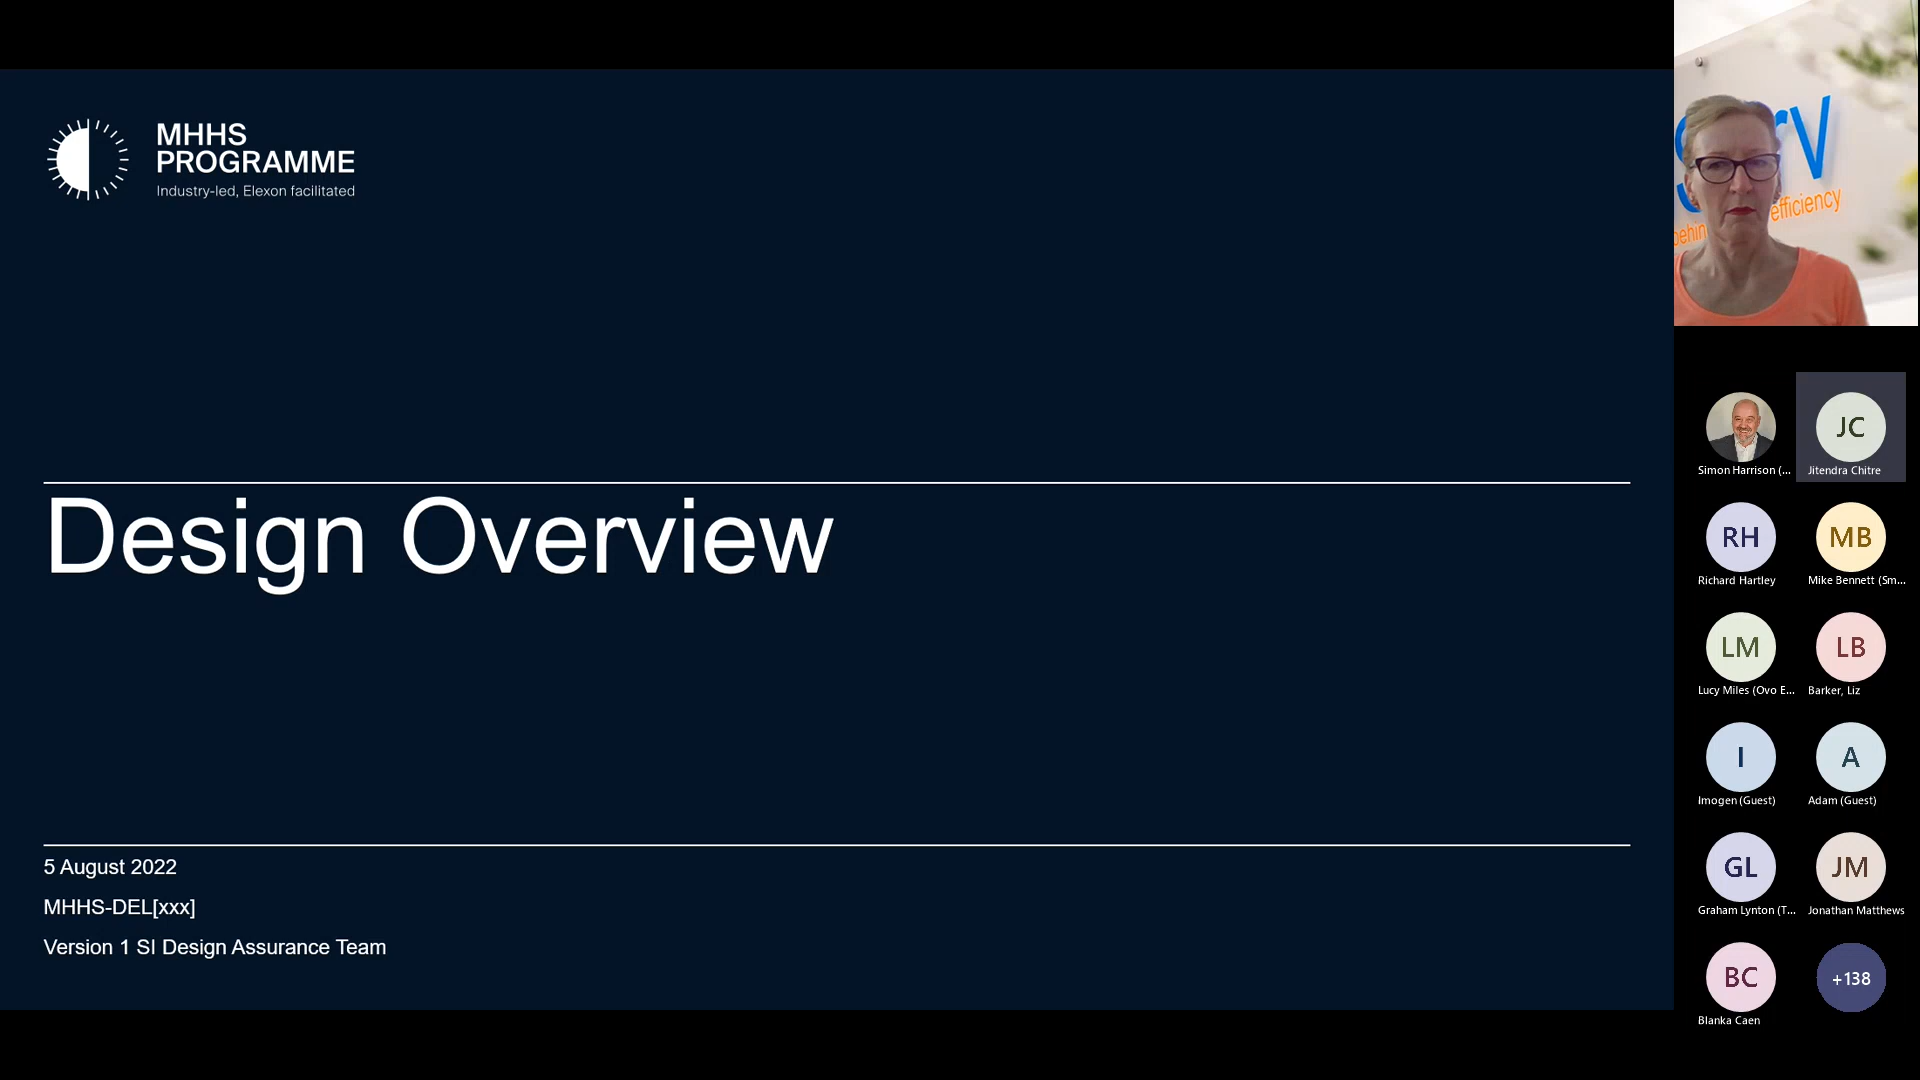 MHHS
PROGRAMME
Industry-led, Elexon facilitated
Design Overview
5 August 2022
MHHS-DEL[xxx]
Version 1 SI Design Assurance Team
rv
behin
efficiency
Simon Harrison (...
JC
Jitendra Chitre
RH
Richard Hartley
MB
Mike Bennett (Sm...
LM
Lucy Miles (Ovo E...
LB
Barker, Liz
I
Imogen (Guest)
A
Adam (Guest)
GL
Graham Lynton (T...
JM
Jonathan Matthews
BC
Blanka Caen
+138